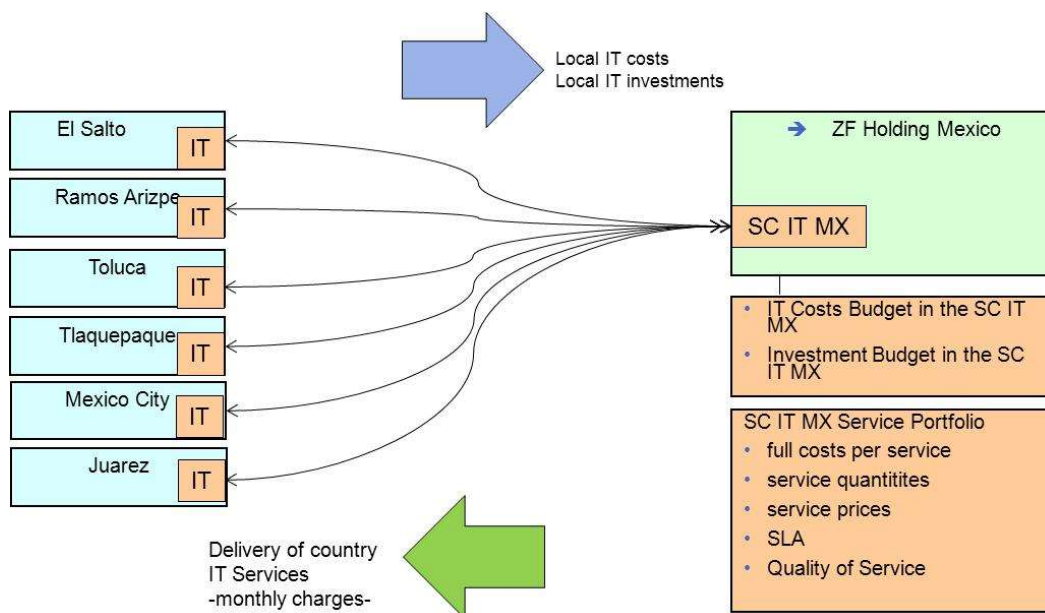 Local IT costs
Local IT investments
El Salto
IT
Ramos Arizpe
IT
Toluca
IT
Tlaquepaque
IT
Mexico City
IT
Juarez
IT
➔ ZF Holding Mexico
SC IT MX
• IT Costs Budget in the SC IT
MX
• Investment Budget in the SC
IT MX
SC IT MX Service Portfolio
• full costs per service
• service quantitites
• service prices
• SLA
• Quality of Service
Delivery of country
IT Services
-monthly charges-